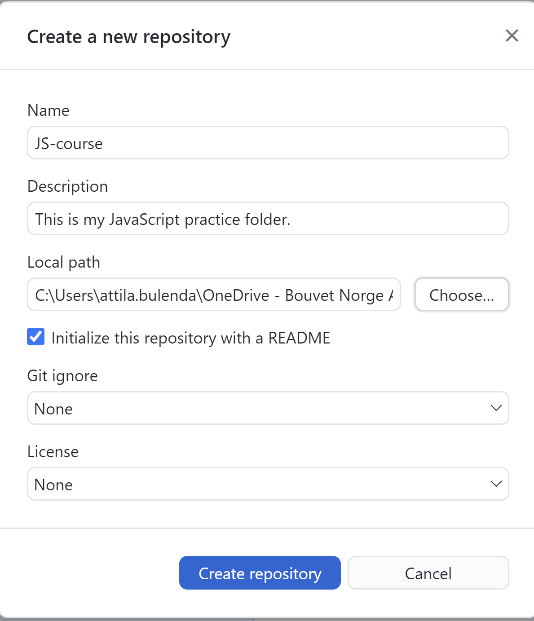 Create a new repository
Name
JS-course
Description
This is my JavaScript practice folder.
Local path
C:\Users\attila.bulenda\OneDrive - Bouvet Norge A
Choose...
Initialize this repository with a README
Git ignore
None
License
None
Create repository
Cancel